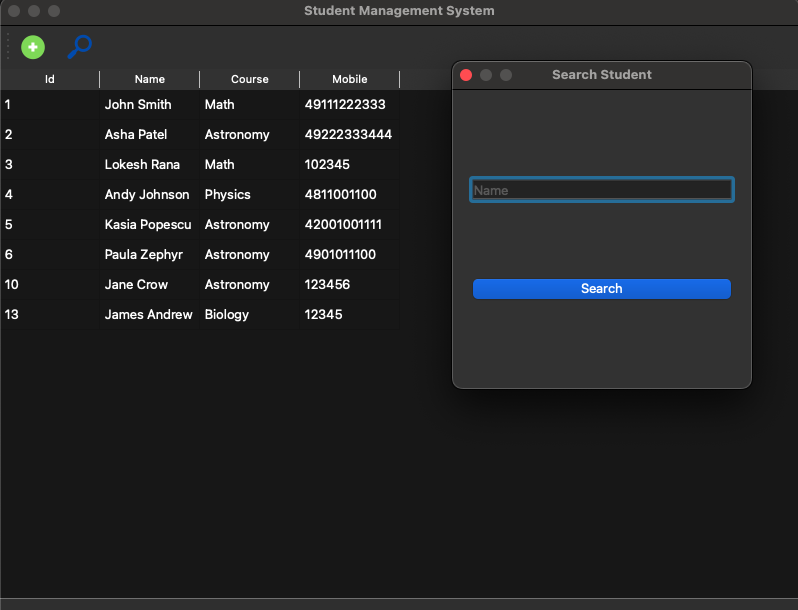 Student Management System
Id Name Course Mobile
1 John Smith Math 49111222333
2 Asha Patel Astronomy 49222333444
3 Lokesh Rana Math 102345
4 Andy Johnson Physics 4811001100
5 Kasia Popescu Astronomy 42001001111
6 Paula Zephyr Astronomy 4901011100
10 Jane Crow Astronomy 123456
13 James Andrew Biology 12345
Search Student
Name
Search